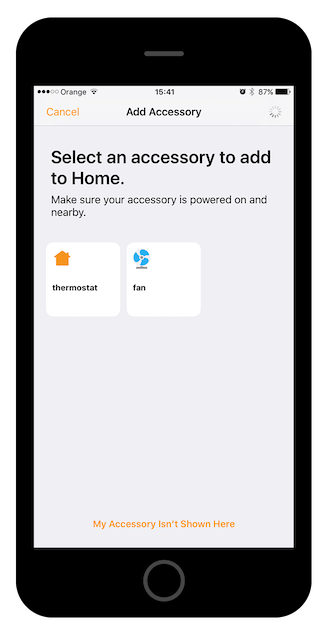 Orange 15:41 87%
Cancel Add Accessory
Select an accessory to add
to Home.
Make sure your accessory is powered on and
nearby.
thermostat fan
My Accessory Isn't Shown Here